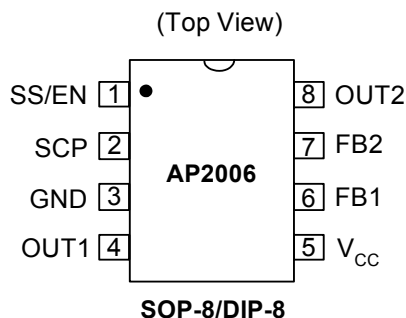 (Top View)
SS/EN 1
8 OUT2
SCP 2
7 FB2
AP2006
GND 3
6 FB1
OUT1 4
5 VCC
SOP-8/DIP-8